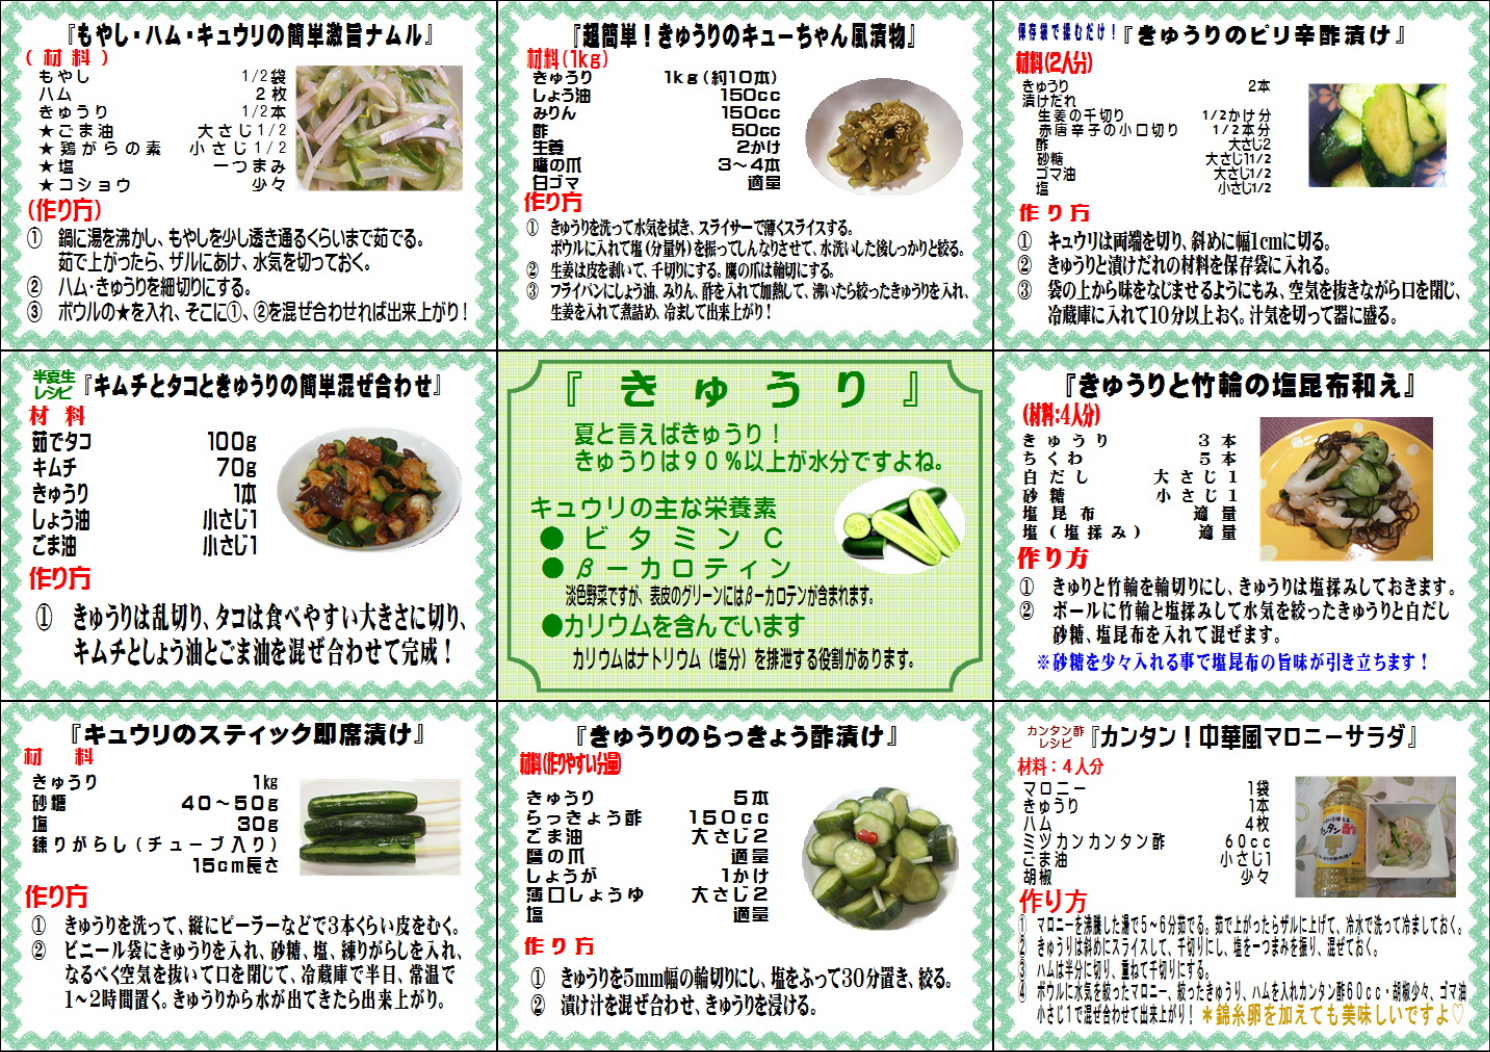 『もやし・ハム・キュウリの簡単激旨ナムル』
(材料)
もやし 1/2袋
ハム 2枚
きゅうり 1/2本
★ごま油 大さじ1/2
★鶏がらの素 小さじ1/2
★塩 一つまみ
★コショウ 少々
(作り方)
① 鍋に湯を沸かし、もやしを少し透き通るくらいまで茹でる。
茹で上がったら、ザルにあけ、水気を切っておく。
② ハム・きゅうりを細切りにする。
③ ボウルの★を入れ、そこに①、②を混ぜ合わせれば出来上がり!
『超簡単!きゅうりのキューちゃん風漬物』
材料(1kg)
きゅうり 1kg(約10本)
しょう油 150cc
みりん 150cc
酢 50cc
生姜 2かけ
鷹の爪 3〜4本
白ゴマ 適量
作り方
① きゅうりを洗って水気を拭き、スライサーで薄くスライスする。
ボウルに入れて塩(分量外)を振ってしんなりさせて、水洗いした後しっかりと絞る。
② 生姜は皮を剥いて、千切りにする。鷹の爪は輪切にする。
③ フライパンにしょう油、みりん、酢を入れて加熱して、沸いたら絞ったきゅうりを入れ、
生姜を入れて煮詰め、冷まして出来上がり!
保存袋で揉むだけ!『きゅうりのピリ辛酢漬け』
材料(2人分)
きゅうり 2本
漬けだれ
生姜の千切り 1/2かけ分
赤唐辛子の小口切り 1/2本分
酢 大さじ2
砂糖 大さじ1/2
ゴマ油 大さじ1/2
塩 小さじ1/2
作り方
① キュウリは両端を切り、斜めに幅1cmに切る。
② きゅうりと漬けだれの材料を保存袋に入れる。
③ 袋の上から味をなじませるようにもみ、空気を抜きながら口を閉じ、
冷蔵庫に入れて10分以上おく。汁気を切って器に盛る。
半夏生
レシピ
『キムチとタコときゅうりの簡単混ぜ合わせ』
材料
茹でタコ 100g
キムチ 70g
きゅうり 1本
しょう油 小さじ1
ごま油 小さじ1
作り方
① きゅうりは乱切り、タコは食べやすい大きさに切り、
キムチとしょう油とごま油を混ぜ合わせて完成!
『きゅうり』
夏と言えばきゅうり!
きゅうりは90%以上が水分ですよね。
キュウリの主な栄養素
●ビタミンC
●βーカロティン
淡色野菜ですが、表皮のグリーンにはβーカロテンが含まれます。
●カリウムを含んでいます
カリウムはナトリウム(塩分)を排泄する役割があります。
『きゅうりと竹輪の塩昆布和え』
(材料:4人分)
きゅうり 3本
ちくわ 5本
白だし 大さじ1
砂糖 小さじ1
塩昆布 適量
塩(塩揉み) 適量
作り方
① きゅりと竹輪を輪切りにし、きゅうりは塩揉みしておきます。
② ボールに竹輪と塩揉みして水気を絞ったきゅうりと白だし
砂糖、塩昆布を入れて混ぜます。
※砂糖を少々入れる事で塩昆布の旨味が引き立ちます!
『キュウリのスティック即席漬け』
材料
きゅうり 1㎏
砂糖 40〜50g
塩 30g
練りがらし(チューブ入り)
15cm長さ
作り方
① きゅうりを洗って、縦にピーラーなどで3本くらい皮をむく。
② ビニール袋にきゅうりを入れ、砂糖、塩、練りがらしを入れ、
なるべく空気を抜いて口を閉じて、冷蔵庫で半日、常温で
1〜2時間置く。きゅうりから水が出てきたら出来上がり。
『きゅうりのらっきょう酢漬け』
材料(作りやすい分量)
きゅうり 5本
らっきょう酢 150cc
ごま油 大さじ2
鷹の爪 適量
しょうが 1かけ
薄口しょうゆ 大さじ2
塩 適量
作り方
① きゅうりを5mm幅の輪切りにし、塩をふって30分置き、絞る。
② 漬け汁を混ぜ合わせ、きゅうりを浸ける。
カンタン酢
レシピ
『カンタン!中華風マロニーサラダ』
材料:4人分
マロニー 1袋
きゅうり 1本
ハム 4枚
ミツカンカンタン酢 60cc
ごま油 小さじ1
胡椒 少々
作り方
① マロニーを沸騰した湯で5〜6分茹でる。茹で上がったらザルに上げて、冷水で洗って冷ましておく。
② きゅうりは斜めにスライスして、千切りにし、塩を一つまみを振り、混ぜておく。
③ ハムは半分に切り、重ねて千切りにする。
④ ボウルに水気を絞ったマロニー、絞ったきゅうり、ハムを入れカンタン酢60cc・胡椒少々、ゴマ油
小さじ1で混ぜ合わせて出来上がり! *錦糸卵を加えても美味しいですよ♡